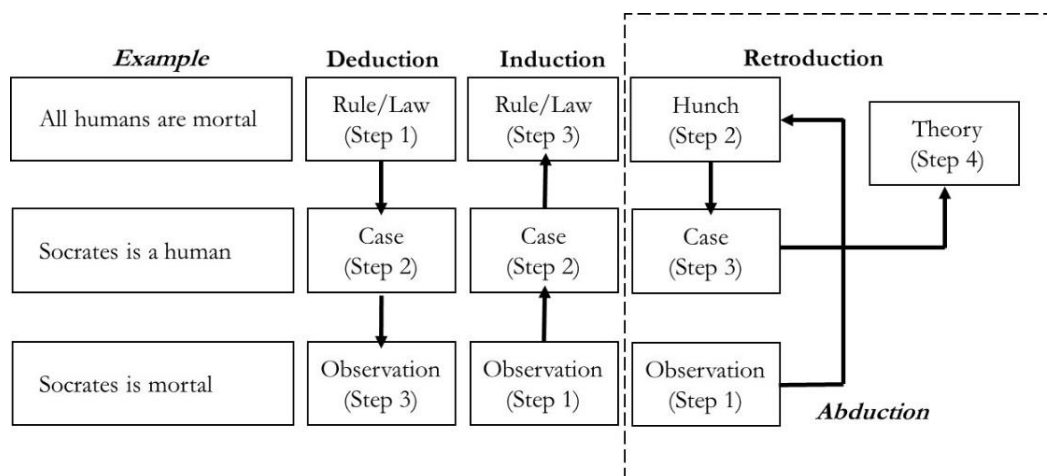 Example
Deduction
Induction
Retroduction
All humans are mortal
Rule/Law
(Step 1)
Rule/Law
(Step 3)
Hunch
(Step 2)
Theory
(Step 4)
Socrates is a human
Case
(Step 2)
Case
(Step 2)
Case
(Step 3)
Socrates is mortal
Observation
(Step 3)
Observation
(Step 1)
Observation
(Step 1)
Abduction